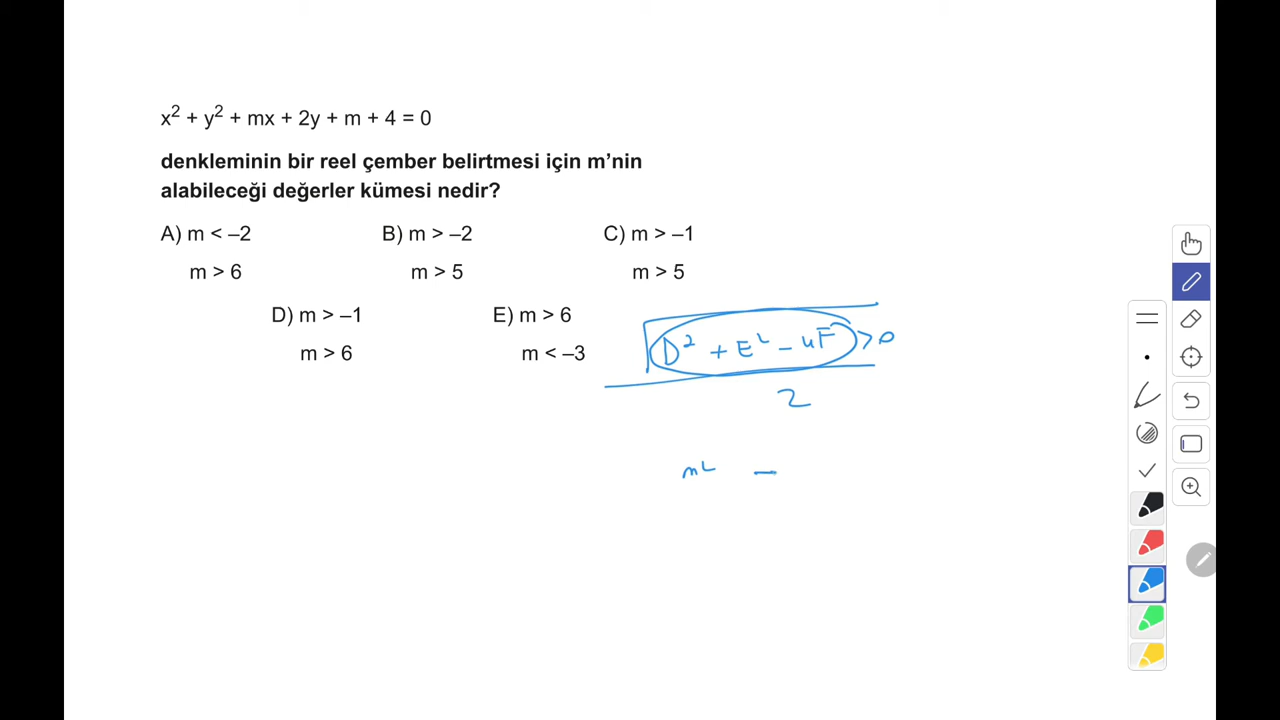 x² + y² + mx + 2y + m + 4 = 0
denkleminin bir reel çember belirtmesi için m’nin
alabileceği değerler kümesi nedir?
A) m < –2 B) m > –2 C) m > –1
m > 6 m > 5 m > 5
D) m > –1 E) m > 6
m > 6 m < –3
√D² + E² – 4F > 0
2
m² –